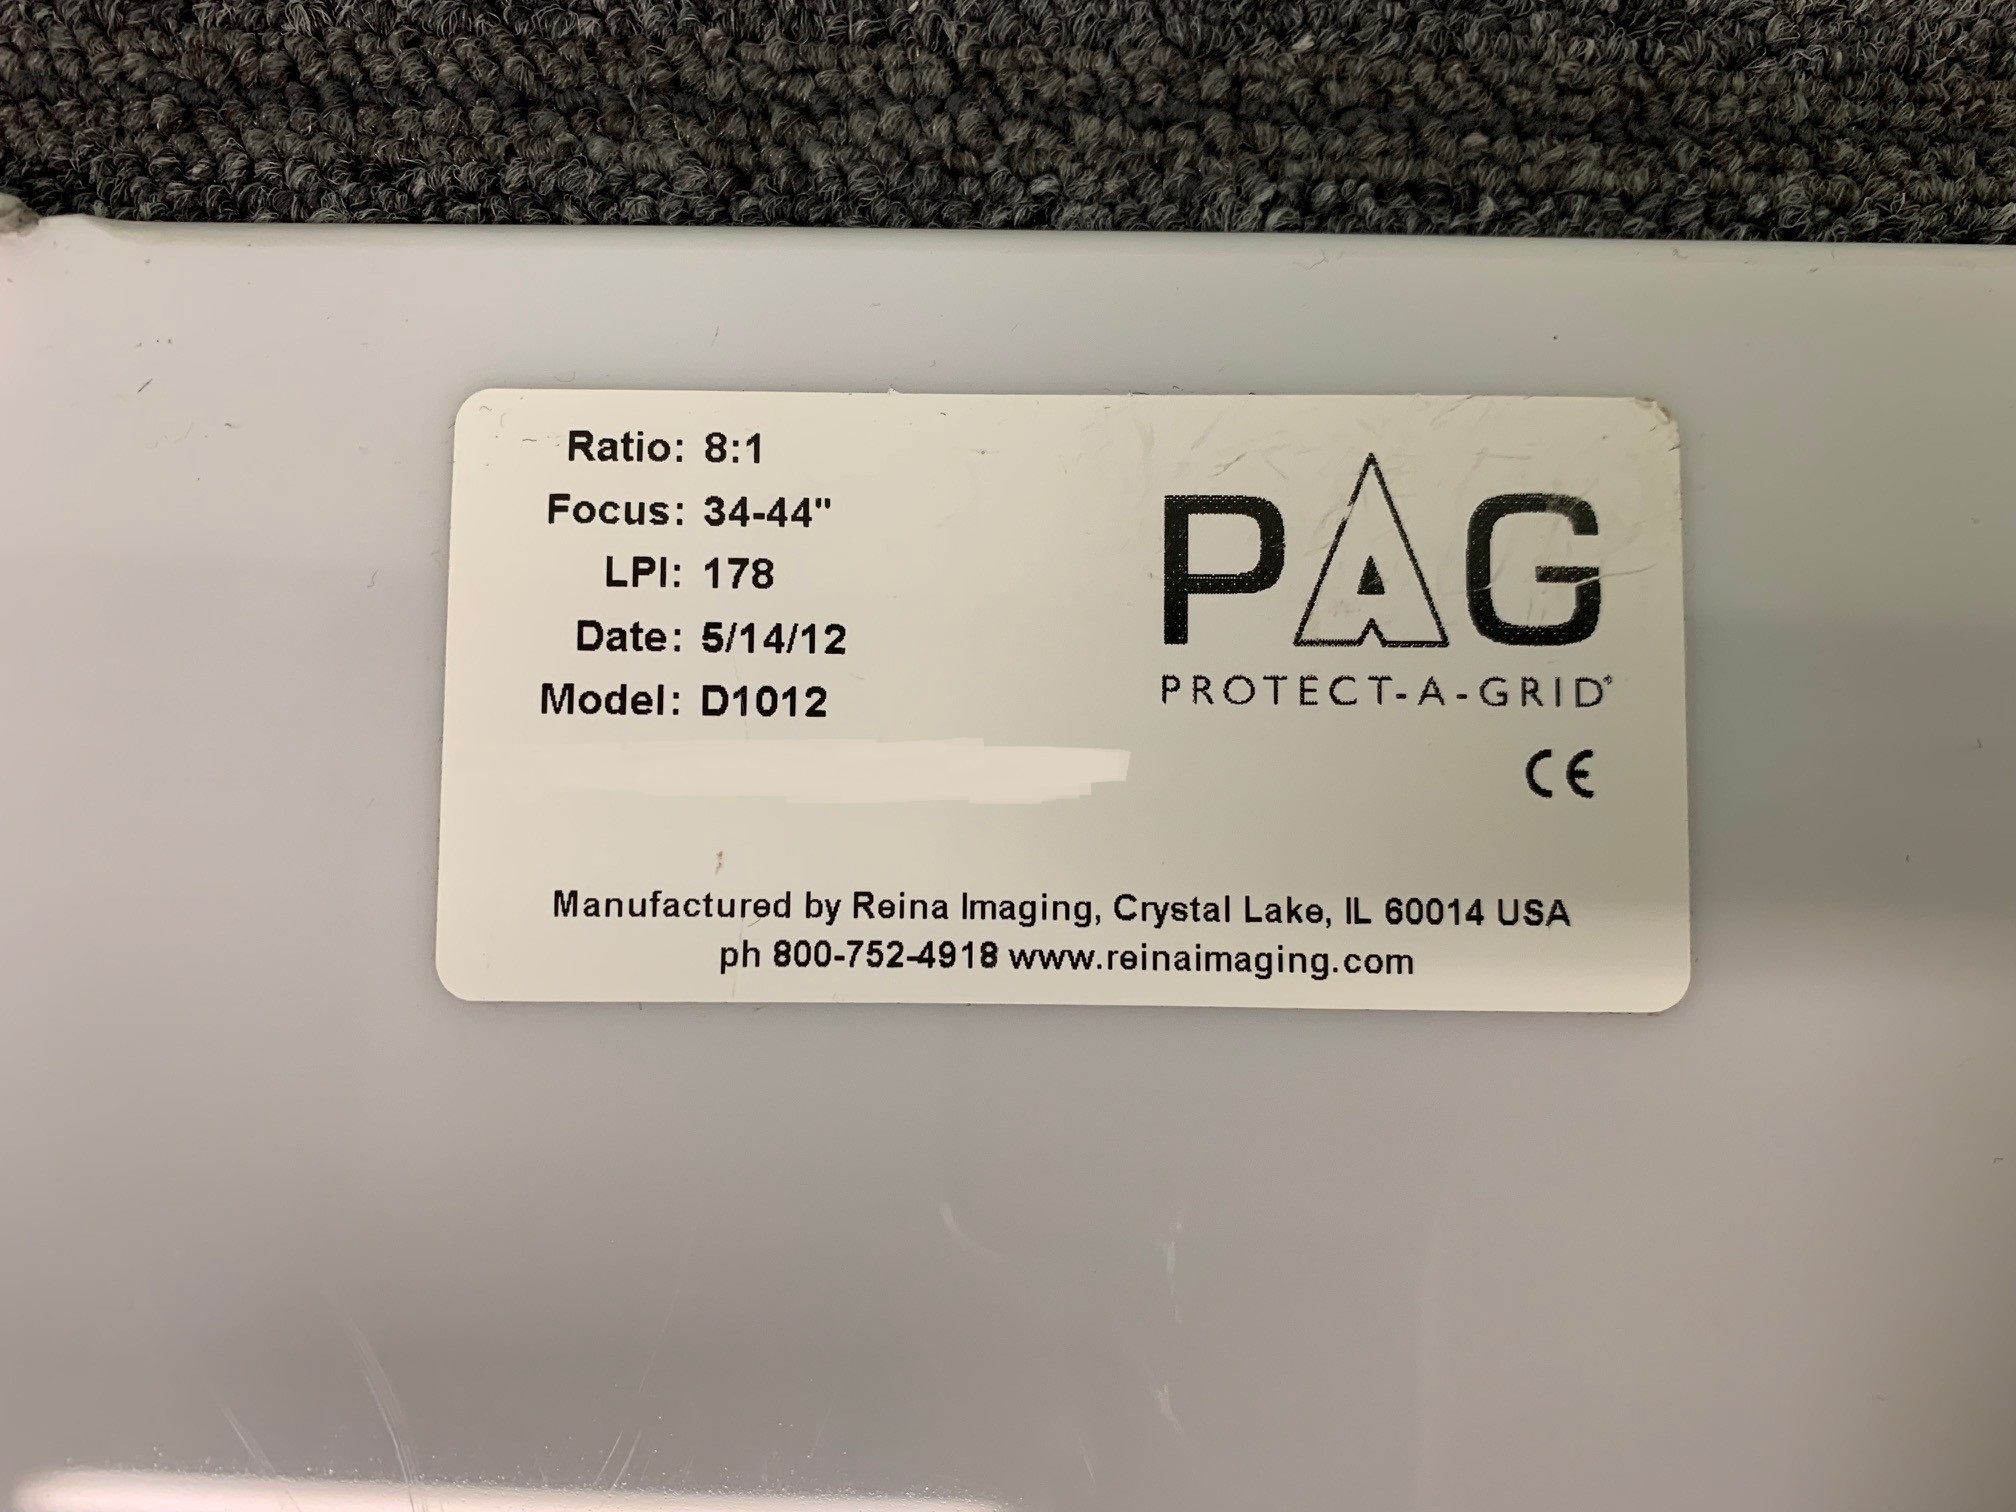 Ratio: 8:1
Focus: 34-44"
LPI: 178
Date: 5/14/12
Model: D1012
PAG
PROTECT-A-GRID®
CE
Manufactured by Reina Imaging, Crystal Lake, IL 60014 USA
ph 800-752-4918 www.reinaimaging.com